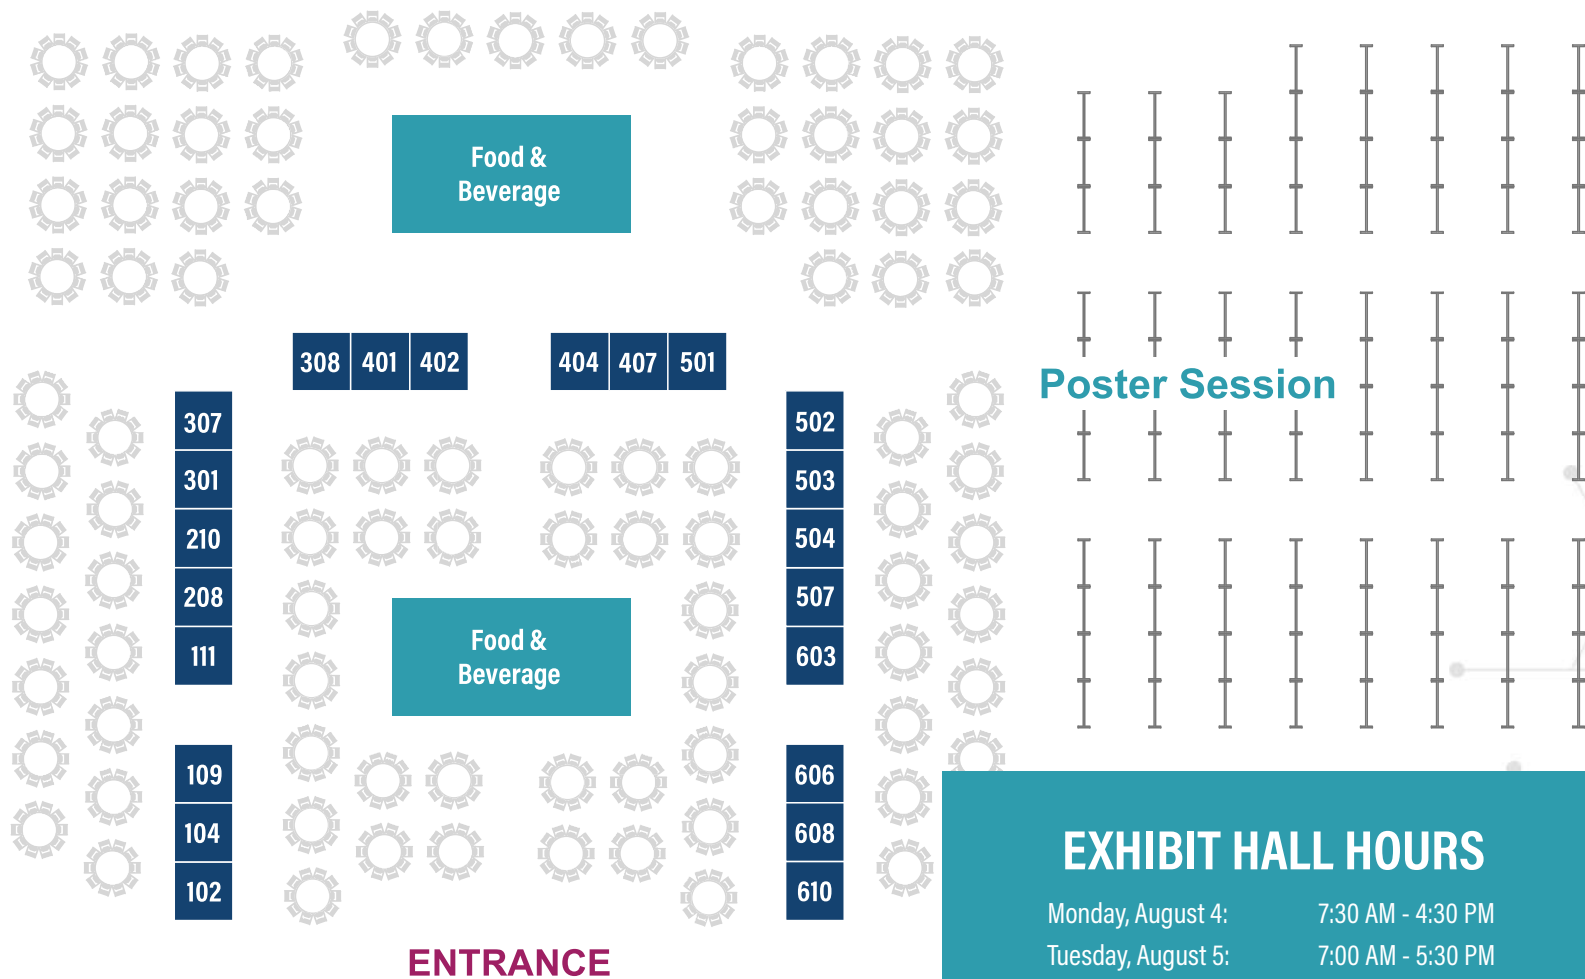 Food &
Beverage
308 401 402
404 407 501
Poster Session
307
301
210
208
111
502
503
504
507
603
Food &
Beverage
109
104
102
606
608
610
ENTRANCE
EXHIBIT HALL HOURS
Monday, August 4: 7:30 AM - 4:30 PM
Tuesday, August 5: 7:00 AM - 5:30 PM